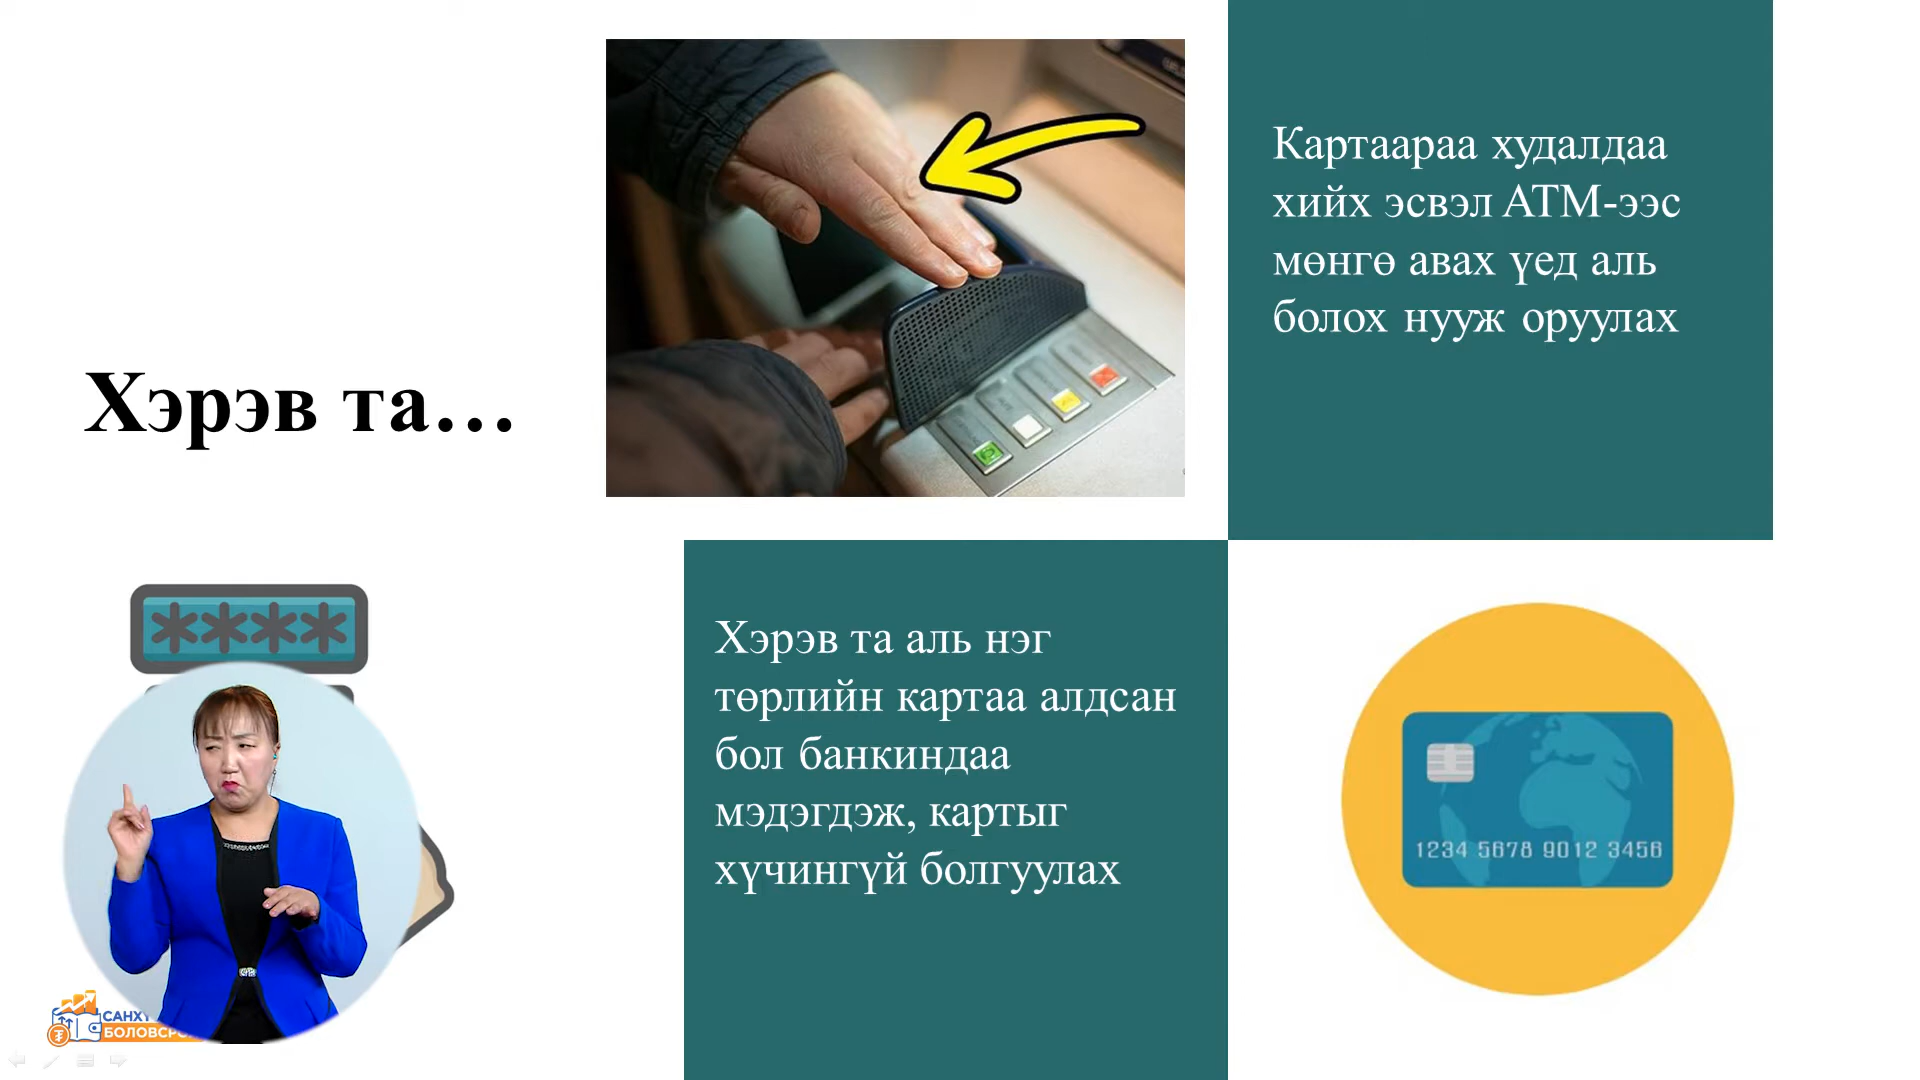 Хэрэв та…
Картаараа худалдаа
хийх эсвэл АТМ-ээс
мөнгө авах үед аль
болох нууж оруулах
****
Хэрэв та аль нэг
төрлийн картаа алдсан
бол банкиндаа
мэдэгдэж, картыг
хүчингүй болгуулах
1234 5678 9012 3456